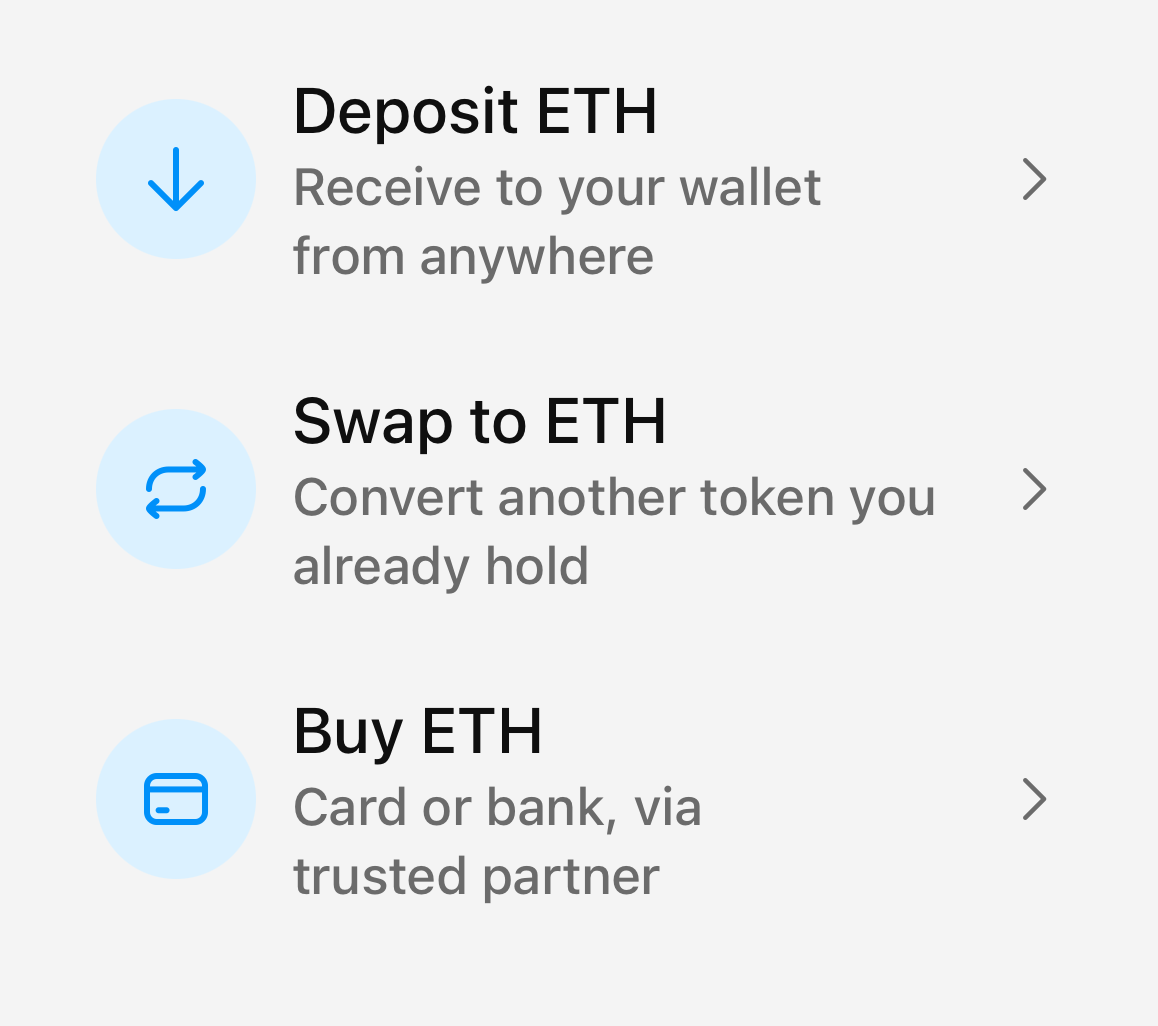 Deposit ETH
Receive to your wallet
from anywhere
Swap to ETH
Convert another token you
already hold
Buy ETH
Card or bank, via
trusted partner